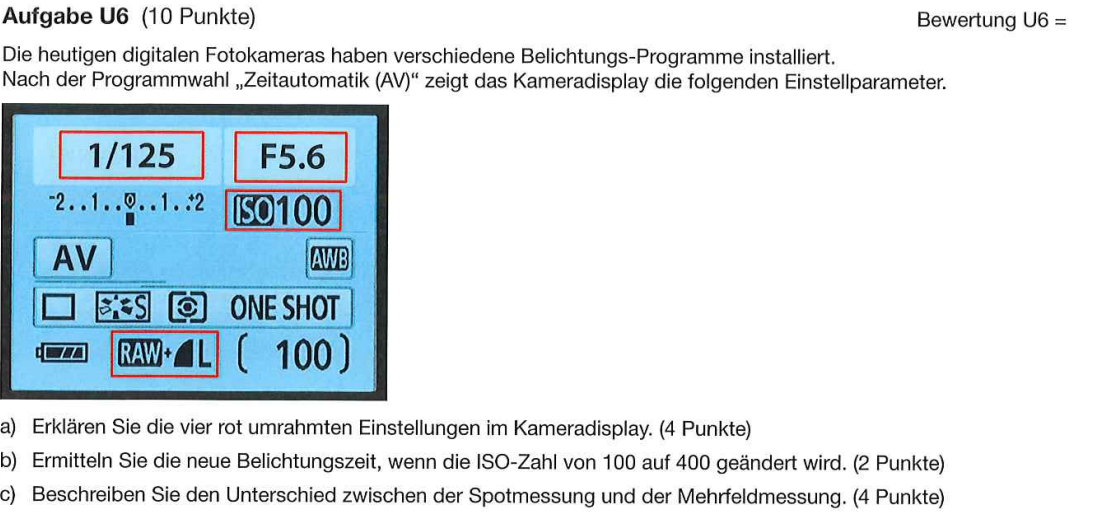 Aufgabe U6 (10 Punkte)
Bewertung U6 =
Die heutigen digitalen Fotokameras haben verschiedene Belichtungs-Programme installiert.
Nach der Programmwahl „Zeitautomatik (AV)“ zeigt das Kameradisplay die folgenden Einstellparameter.
1/125 F5.6
-2..1..0..1..+2 ISO100
AV AWB
S ONE SHOT
RAW+L (100)
a) Erklären Sie die vier rot umrahmten Einstellungen im Kameradisplay. (4 Punkte)
b) Ermitteln Sie die neue Belichtungszeit, wenn die ISO-Zahl von 100 auf 400 geändert wird. (2 Punkte)
c) Beschreiben Sie den Unterschied zwischen der Spotmessung und der Mehrfeldmessung. (4 Punkte)